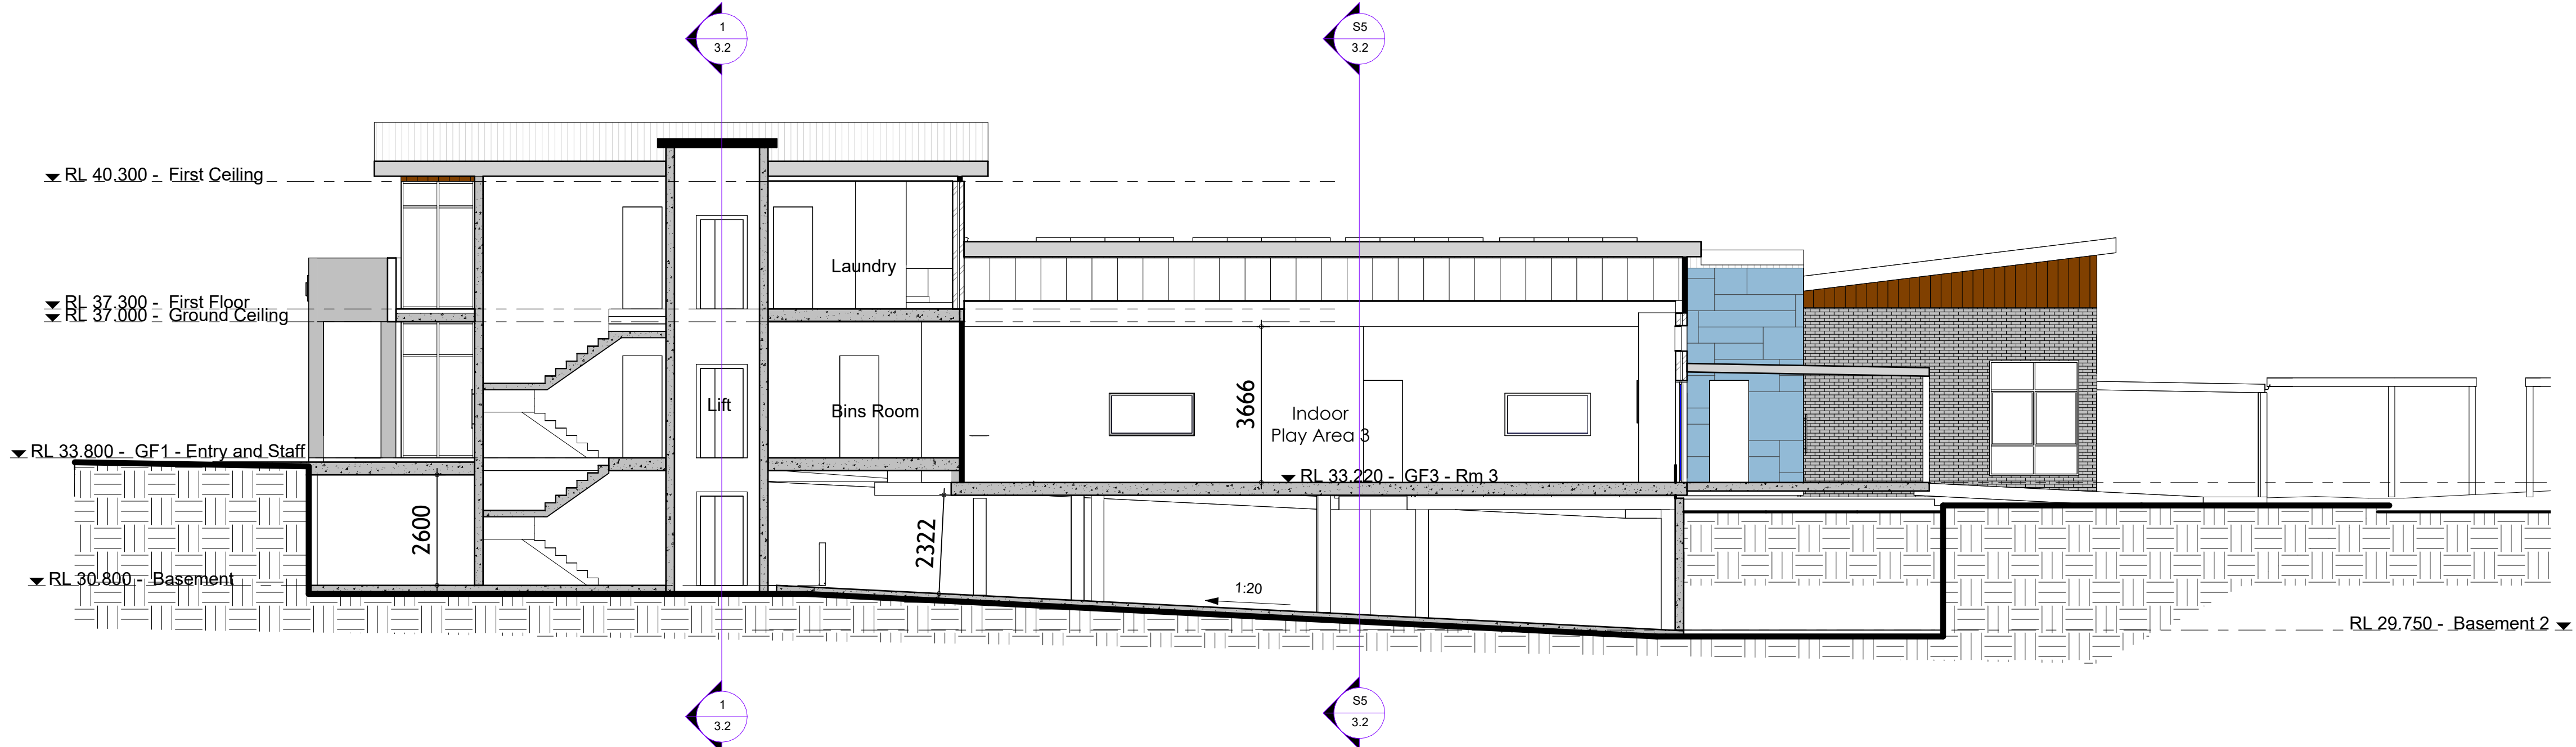 1
3.2
S5
3.2
RL 40.300 - First Ceiling
Laundry
RL 37.300 - First Floor
RL 37.000 - Ground Ceiling
Lift
Bins Room
3666
Indoor
Play Area 3
RL 33.800 - GF1 - Entry and Staff
RL 33.220 - GF3 - Rm 3
2600
2322
RL 30.800 - Basement
1:20
RL 29.750 - Basement 2
1
3.2
S5
3.2